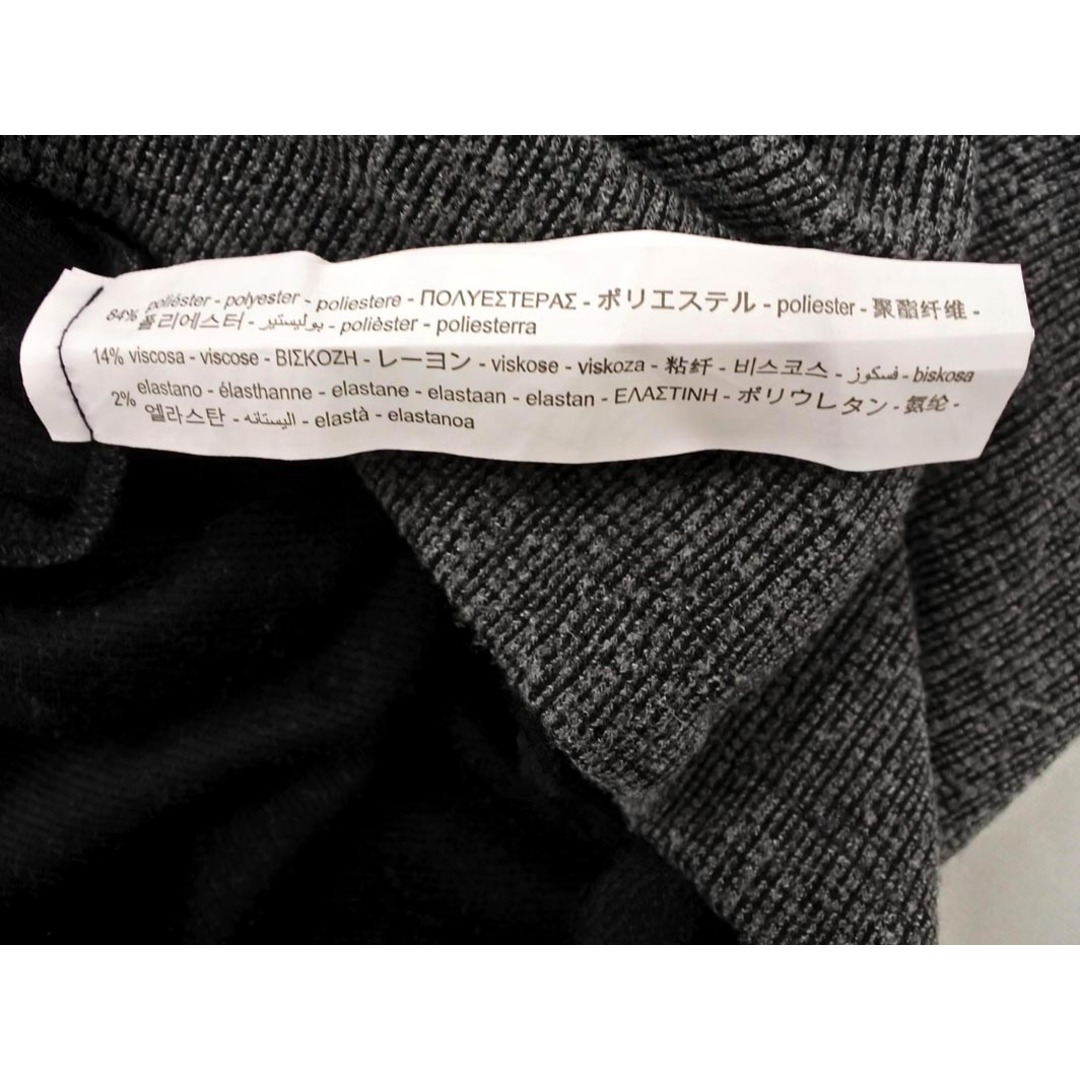 84% poliéster - polyester - poliestere - ΠΟΛΥΕΣΤΕΡΑΣ - ポリエステル - poliester - 聚酯纤维 -
폴리에스터 - بوليستير - polièster - poliesterra
14% viscosa - viscose - ΒΙΣΚΟΖΗ - レーヨン - viskose - viskoza - 粘纤 - 비스코스 - فسكوز - biskosa
2% elastano - élasthanne - elastane - elastaan - elastan - ΕΛΑΣΤΙΝΗ - ポリウレタン - 氨纶 -
엘라스탄 - اليستانه - elastà - elastanoa